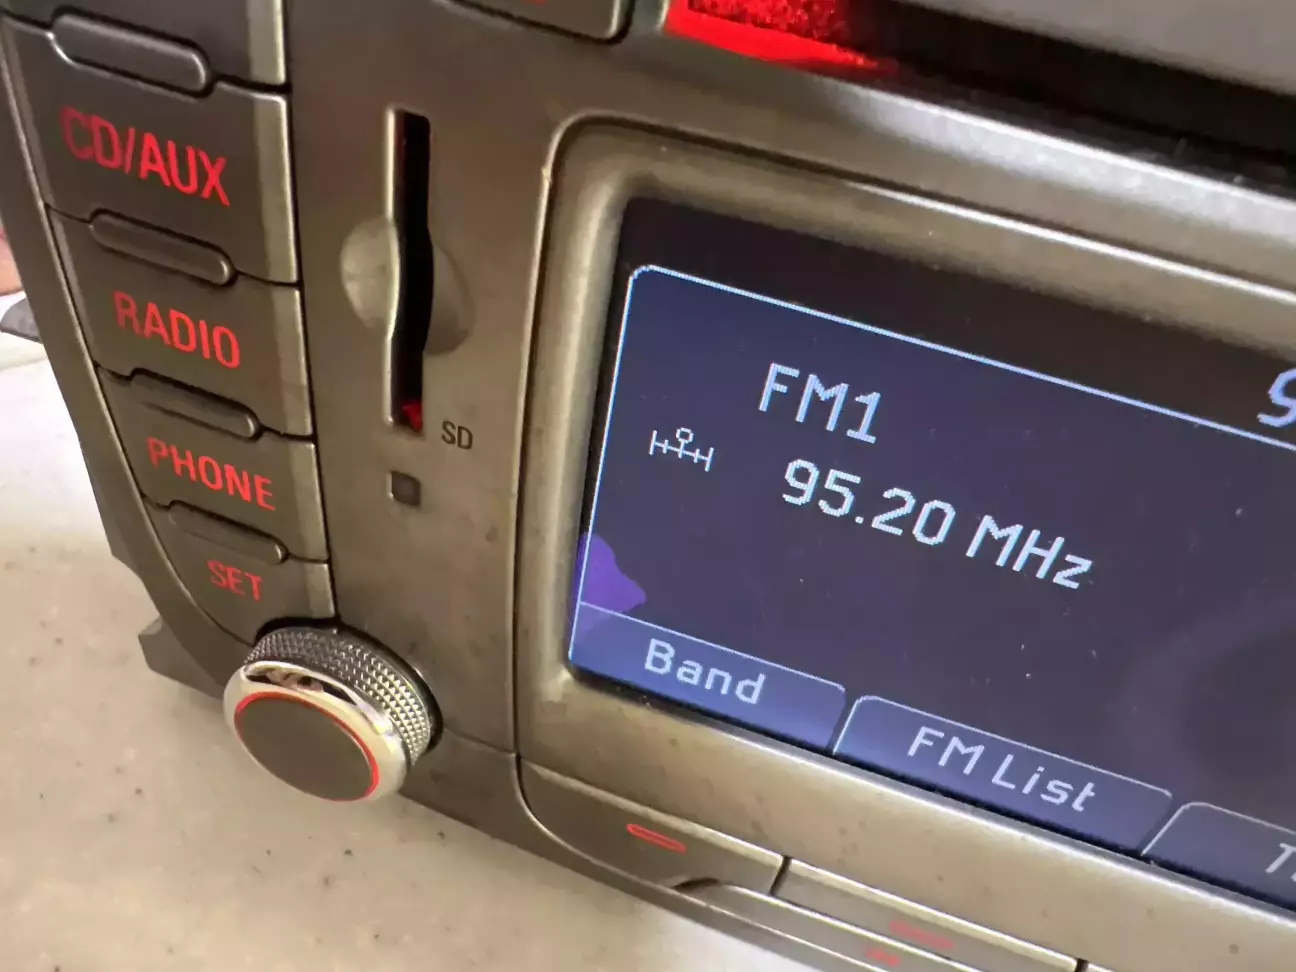 CD/AUX
RADIO
PHONE
SET
SD
FM1
95.20 MHz
Band
FM List